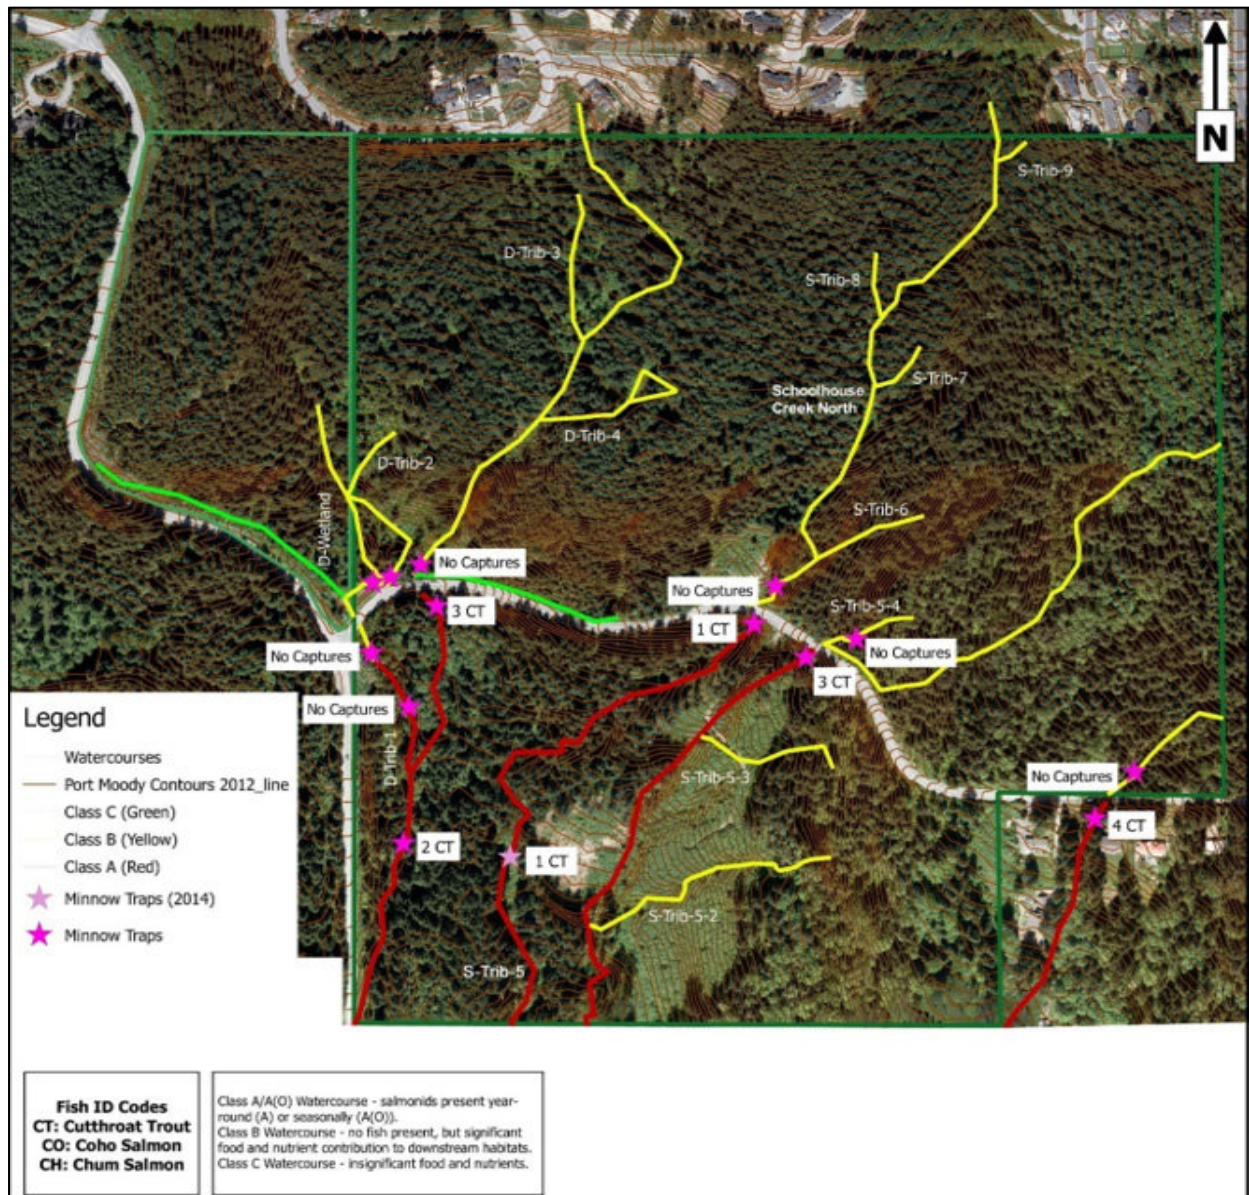 N
S-Trib-9
D-Trib-3
S-Trib-8
S-Trib-7
Schoolhouse
Creek North
D-Trib-4
D-Trib-2
D-Wetland
S-Trib-6
No Captures
No Captures
3 CT
S-Trib-5-4
1 CT
No Captures
No Captures
3 CT
No Captures
D-Trib-1
S-Trib-5-3
No Captures
4 CT
2 CT
1 CT
S-Trib-5-2
S-Trib-5
Legend
Watercourses
Port Moody Contours 2012_line
Class C (Green)
Class B (Yellow)
Class A (Red)
Minnow Traps (2014)
Minnow Traps
Fish ID Codes
CT: Cutthroat Trout
CO: Coho Salmon
CH: Chum Salmon
Class A/A(O) Watercourse - salmonids present year-
round (A) or seasonally (A(O)).
Class B Watercourse - no fish present, but significant
food and nutrient contribution to downstream habitats.
Class C Watercourse - insignificant food and nutrients.